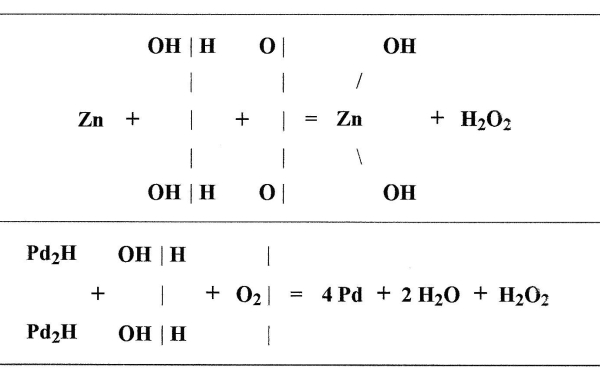 OH | H O | OH
| | /
Zn + | + | = Zn + H₂O₂
| | \
OH | H O | OH
Pd₂H OH | H |
+ | + O₂ | = 4 Pd + 2 H₂O + H₂O₂
Pd₂H OH | H |